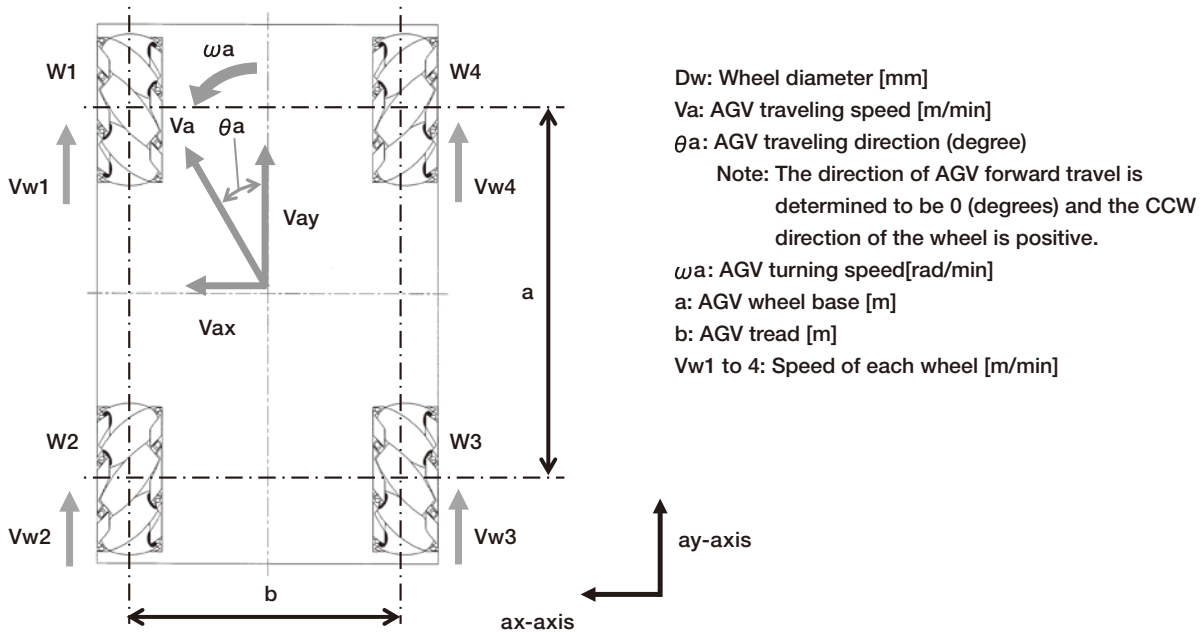 ωa
W1
W4
Va
θa
Vw1
Vw4
Vay
a
Vax
W2
W3
Vw2
Vw3
b
ay-axis
ax-axis
Dw: Wheel diameter [mm]
Va: AGV traveling speed [m/min]
θa: AGV traveling direction (degree)
Note: The direction of AGV forward travel is
determined to be 0 (degrees) and the CCW
direction of the wheel is positive.
ωa: AGV turning speed[rad/min]
a: AGV wheel base [m]
b: AGV tread [m]
Vw1 to 4: Speed of each wheel [m/min]